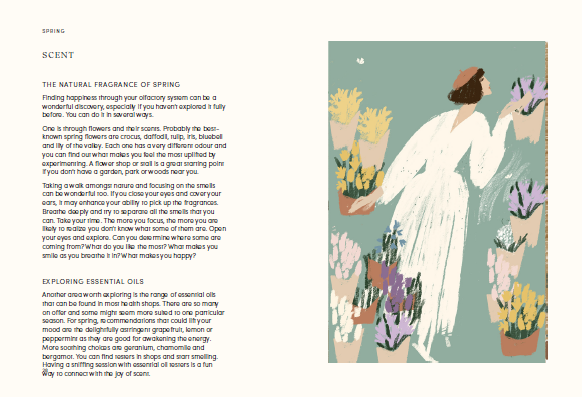 SPRING
SCENT
THE NATURAL FRAGRANCE OF SPRING
Finding happiness through your olfactory system can be a
wonderful discovery, especially if you haven't explored it fully
before. You can do it in several ways.
One is through flowers and their scents. Probably the best-
known spring flowers are crocus, daffodil, tulip, iris, bluebell
and lily of the valley. Each one has a very different odour and
you can find out what makes you feel the most uplifted by
experimenting. A flower shop or stall is a great starting point
if you don't have a garden, park or woods near you.
Taking a walk amongst nature and focusing on the smells
can be wonderful too. If you close your eyes and cover your
ears, it may enhance your ability to pick up the fragrances.
Breathe deeply and try to separate all the smells that you
can. Take your time. The more you focus, the more you are
likely to realize you don't know what some of them are. Open
your eyes and explore. Can you determine where some are
coming from? What do you like the most? What makes you
smile as you breathe it in? What makes you happy?
EXPLORING ESSENTIAL OILS
Another area worth exploring is the range of essential oils
that can be found in most health shops. There are so many
on offer and some might seem more suited to one particular
season. For spring, recommendations that could lift your
mood are the delightfully astringent grapefruit, lemon or
peppermint as they are good for awakening the energy.
More soothing choices are geranium, chamomile and
bergamot. You can find testers in shops and start smelling.
Having a sniffing session with essential oil testers is a fun
way to connect with the joy of scent.